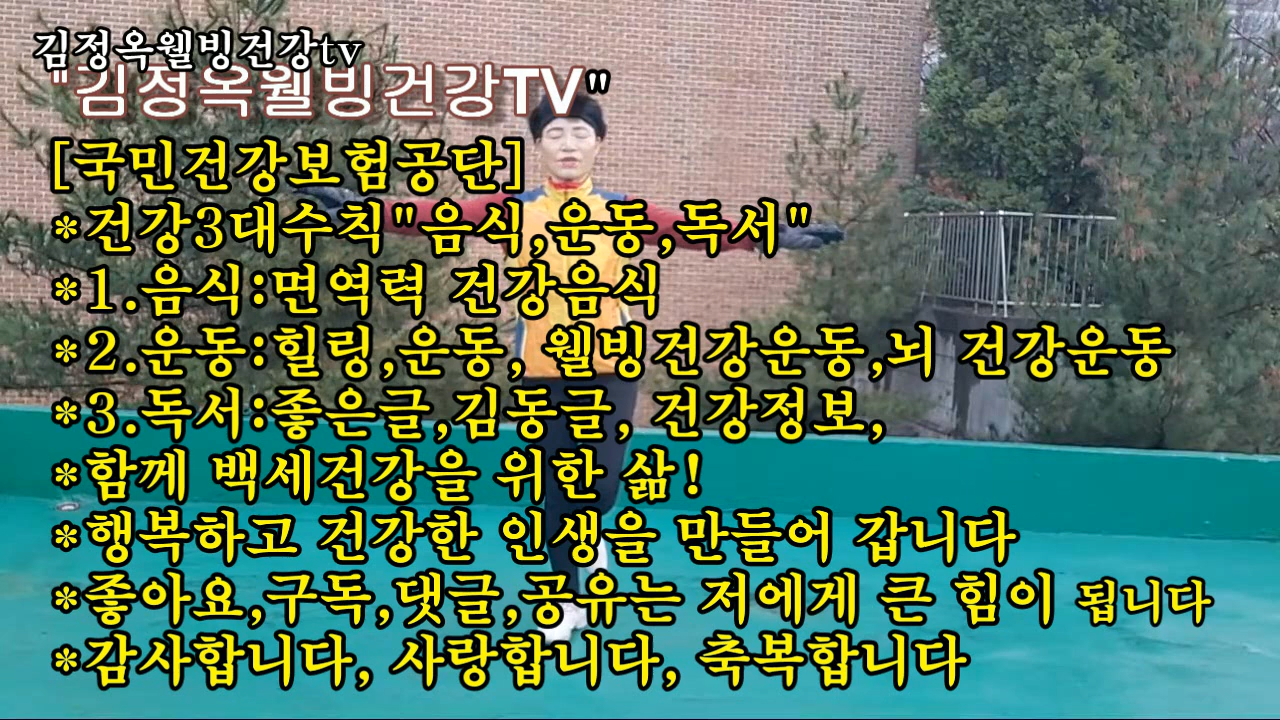 김정옥웰빙건강tv
"김정옥웰빙건강TV"
[국민건강보험공단]
*건강3대수칙"음식,운동,독서"
*1.음식:면역력 건강음식
*2.운동:힐링,운동, 웰빙건강운동,뇌 건강운동
*3.독서:좋은글,김동글, 건강정보,
*함께 백세건강을 위한 삶!
*행복하고 건강한 인생을 만들어 갑니다
*좋아요,구독,댓글,공유는 저에게 큰 힘이 됩니다
*감사합니다, 사랑합니다, 축복합니다